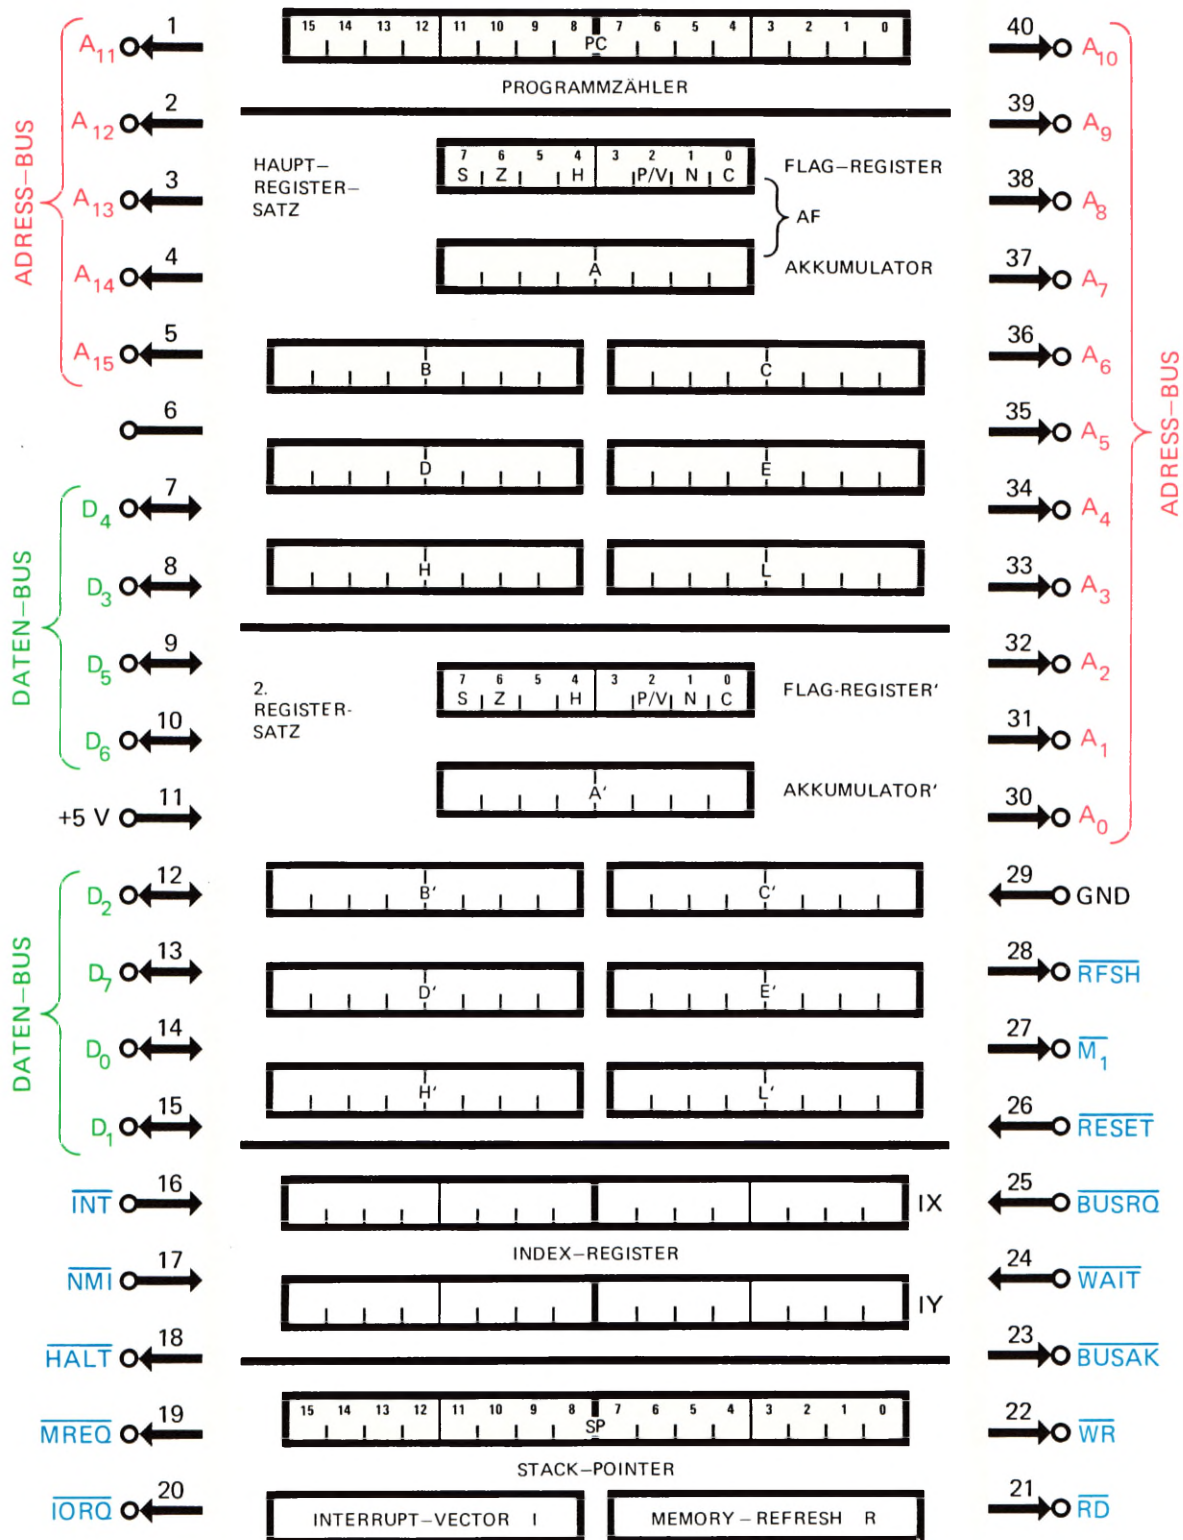 ADRESS–BUS
A11 1
A12 2
A13 3
A14 4
A15 5
6
DATEN–BUS
D4 7
D3 8
D5 9
D6 10
+5 V 11
DATEN–BUS
D2 12
D7 13
D0 14
D1 15
INT 16
NMI 17
HALT 18
MREQ 19
IORQ 20
15 14 13 12 11 10 9 8 7 6 5 4 3 2 1 0
PC
PROGRAMMZÄHLER
HAUPT–
REGISTER–
SATZ
7 6 5 4 3 2 1 0
S Z H P/V N C
FLAG–REGISTER
AF
A
AKKUMULATOR
B C
D E
H L
2.
REGISTER-
SATZ
7 6 5 4 3 2 1 0
S Z H P/V N C
FLAG-REGISTER'
A'
AKKUMULATOR'
B' C'
D' E'
H' L'
IX
INDEX–REGISTER
IY
15 14 13 12 11 10 9 8 7 6 5 4 3 2 1 0
SP
STACK–POINTER
INTERRUPT–VECTOR I
MEMORY – REFRESH R
40 A10
39 A9
38 A8
37 A7
36 A6
35 A5
34 A4
33 A3
32 A2
31 A1
30 A0
ADRESS–BUS
29 GND
28 RFSH
27 M1
26 RESET
25 BUSRQ
24 WAIT
23 BUSAK
22 WR
21 RD